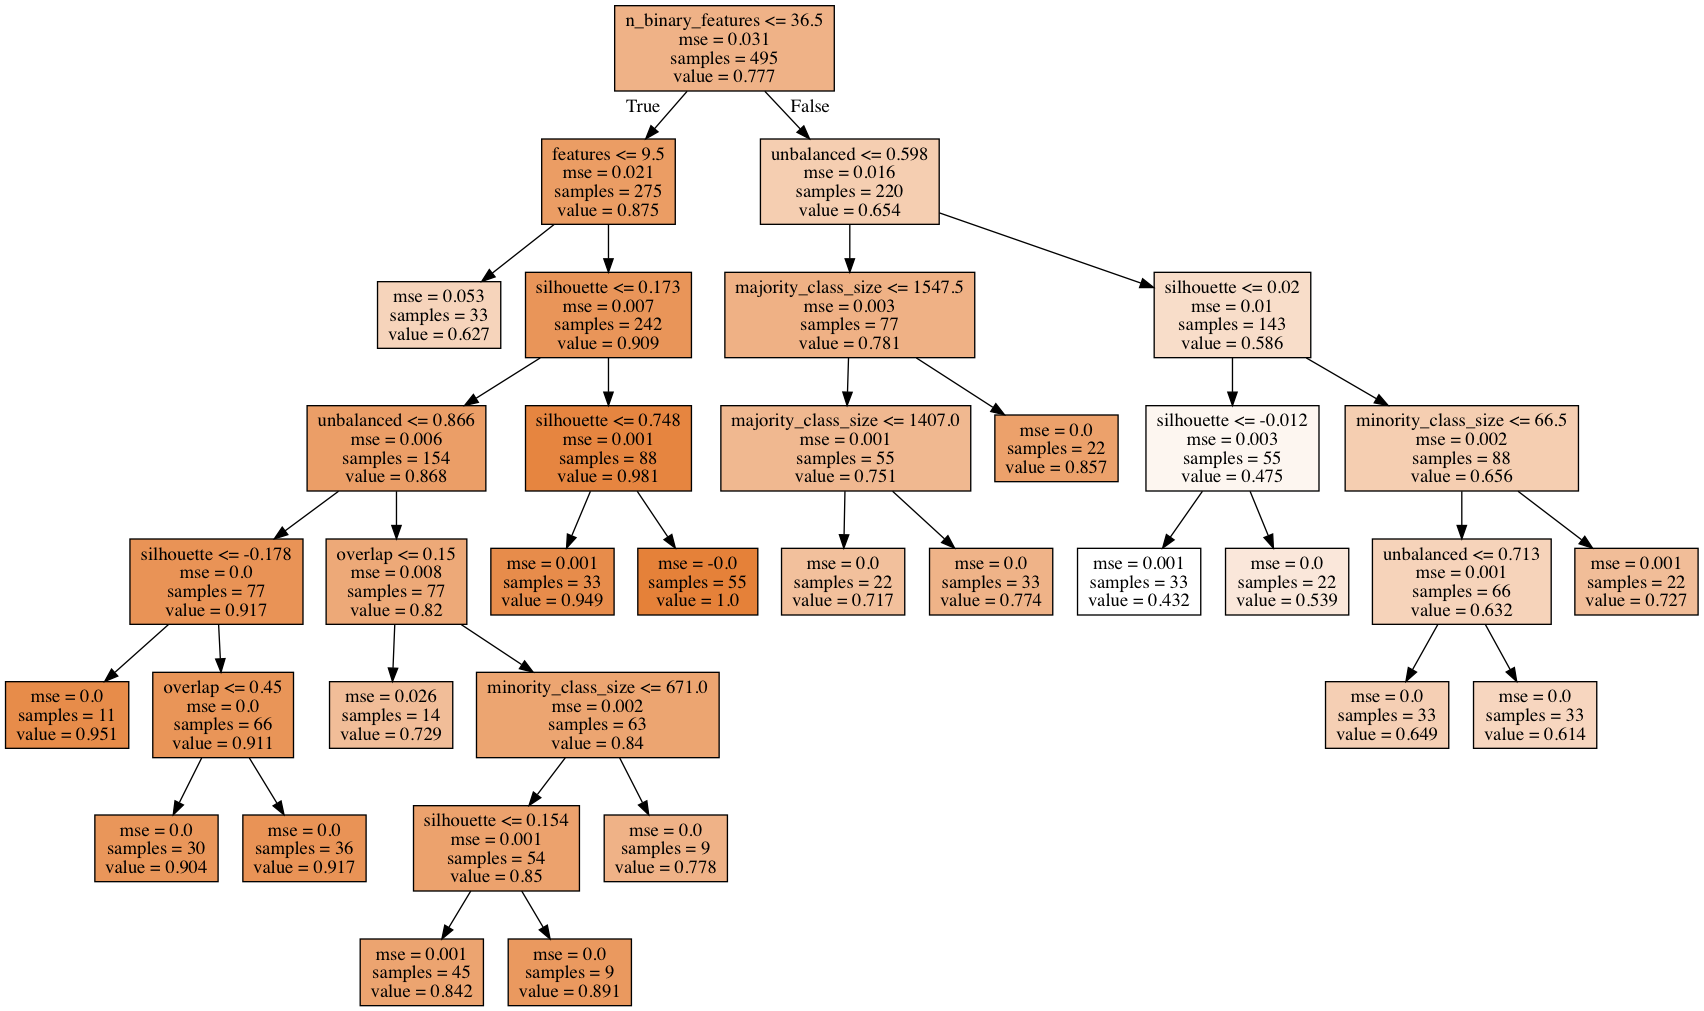 n_binary_features <= 36.5
mse = 0.031
samples = 495
value = 0.777
True
False
features <= 9.5
mse = 0.021
samples = 275
value = 0.875
unbalanced <= 0.598
mse = 0.016
samples = 220
value = 0.654
mse = 0.053
samples = 33
value = 0.627
silhouette <= 0.173
mse = 0.007
samples = 242
value = 0.909
majority_class_size <= 1547.5
mse = 0.003
samples = 77
value = 0.781
silhouette <= 0.02
mse = 0.01
samples = 143
value = 0.586
unbalanced <= 0.866
mse = 0.006
samples = 154
value = 0.868
silhouette <= 0.748
mse = 0.001
samples = 88
value = 0.981
majority_class_size <= 1407.0
mse = 0.001
samples = 55
value = 0.751
mse = 0.0
samples = 22
value = 0.857
silhouette <= -0.012
mse = 0.003
samples = 55
value = 0.475
minority_class_size <= 66.5
mse = 0.002
samples = 88
value = 0.656
silhouette <= -0.178
mse = 0.0
samples = 77
value = 0.917
overlap <= 0.15
mse = 0.008
samples = 77
value = 0.82
mse = 0.001
samples = 33
value = 0.949
mse = -0.0
samples = 55
value = 1.0
mse = 0.0
samples = 22
value = 0.717
mse = 0.0
samples = 33
value = 0.774
mse = 0.001
samples = 33
value = 0.432
mse = 0.0
samples = 22
value = 0.539
unbalanced <= 0.713
mse = 0.001
samples = 66
value = 0.632
mse = 0.001
samples = 22
value = 0.727
mse = 0.0
samples = 11
value = 0.951
overlap <= 0.45
mse = 0.0
samples = 66
value = 0.911
mse = 0.026
samples = 14
value = 0.729
minority_class_size <= 671.0
mse = 0.002
samples = 63
value = 0.84
mse = 0.0
samples = 33
value = 0.649
mse = 0.0
samples = 33
value = 0.614
mse = 0.0
samples = 30
value = 0.904
mse = 0.0
samples = 36
value = 0.917
silhouette <= 0.154
mse = 0.001
samples = 54
value = 0.85
mse = 0.0
samples = 9
value = 0.778
mse = 0.001
samples = 45
value = 0.842
mse = 0.0
samples = 9
value = 0.891